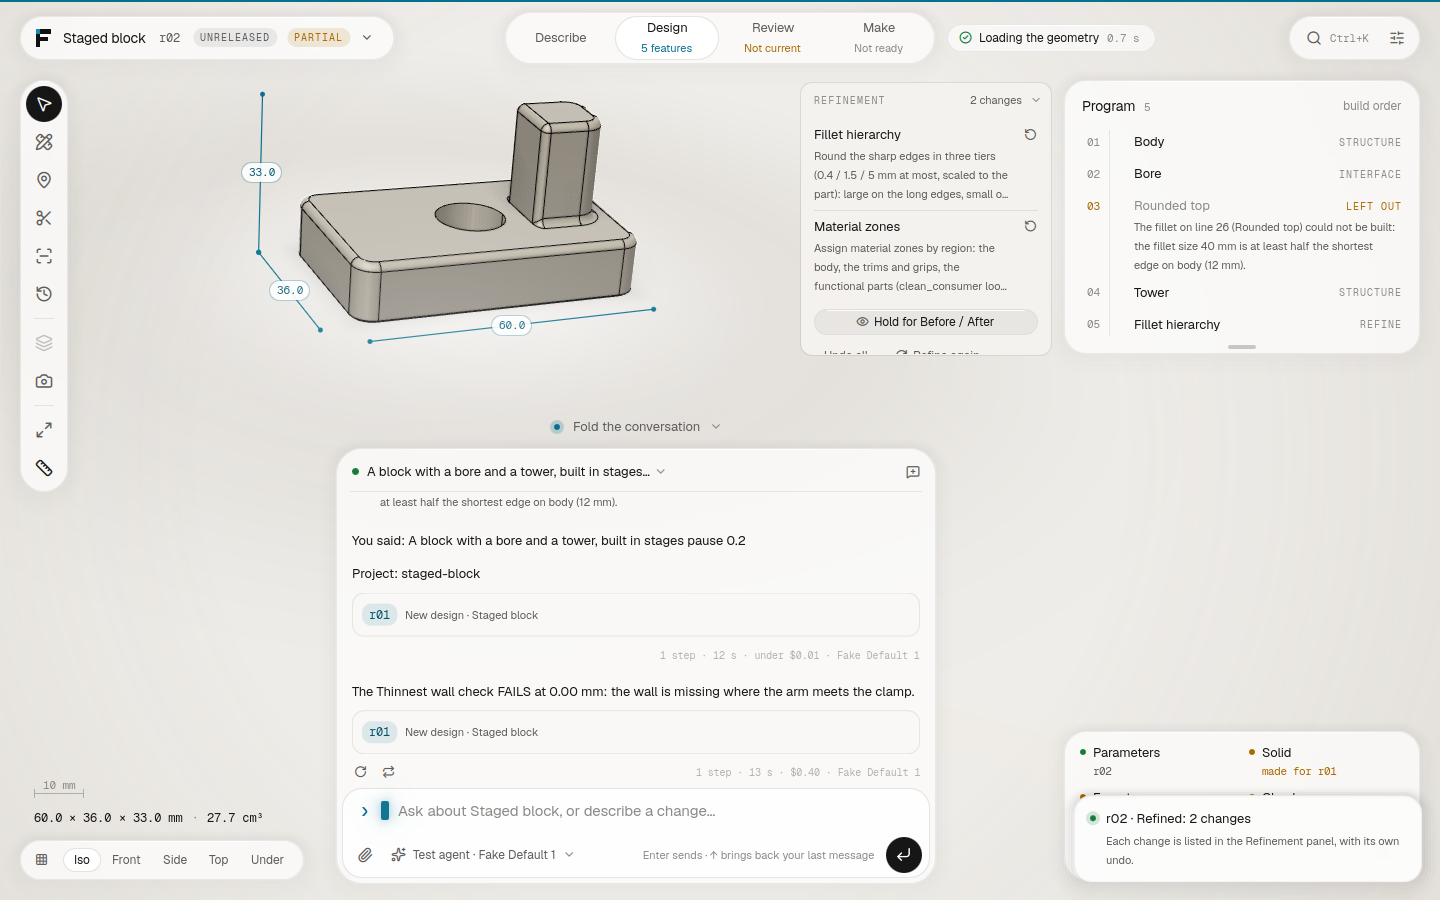 Staged block r02 UNRELEASED PARTIAL
Describe
Design
5 features
Review
Not current
Make
Not ready
Loading the geometry 0.7 s
Ctrl+K
33.0
36.0
60.0
REFINEMENT 2 changes
Fillet hierarchy
Round the sharp edges in three tiers
(0.4 / 1.5 / 5 mm at most, scaled to the
part): large on the long edges, small o…
Material zones
Assign material zones by region: the
body, the trims and grips, the
functional parts (clean_consumer loo…
Hold for Before / After
Program 5 build order
01 Body STRUCTURE
02 Bore INTERFACE
03 Rounded top LEFT OUT
The fillet on line 26 (Rounded top) could not be built:
the fillet size 40 mm is at least half the shortest
edge on body (12 mm).
04 Tower STRUCTURE
05 Fillet hierarchy REFINE
Fold the conversation
A block with a bore and a tower, built in stages…
at least half the shortest edge on body (12 mm).
You said: A block with a bore and a tower, built in stages pause 0.2
Project: staged-block
r01 New design · Staged block
1 step · 12 s · under $0.01 · Fake Default 1
The Thinnest wall check FAILS at 0.00 mm: the wall is missing where the arm meets the clamp.
r01 New design · Staged block
1 step · 13 s · $0.40 · Fake Default 1
Ask about Staged block, or describe a change…
Test agent · Fake Default 1
Enter sends · ↑ brings back your last message
10 mm
60.0 × 36.0 × 33.0 mm · 27.7 cm³
Iso Front Side Top Under
Parameters
r02
Solid
made for r01
r02 · Refined: 2 changes
Each change is listed in the Refinement panel, with its own
undo.